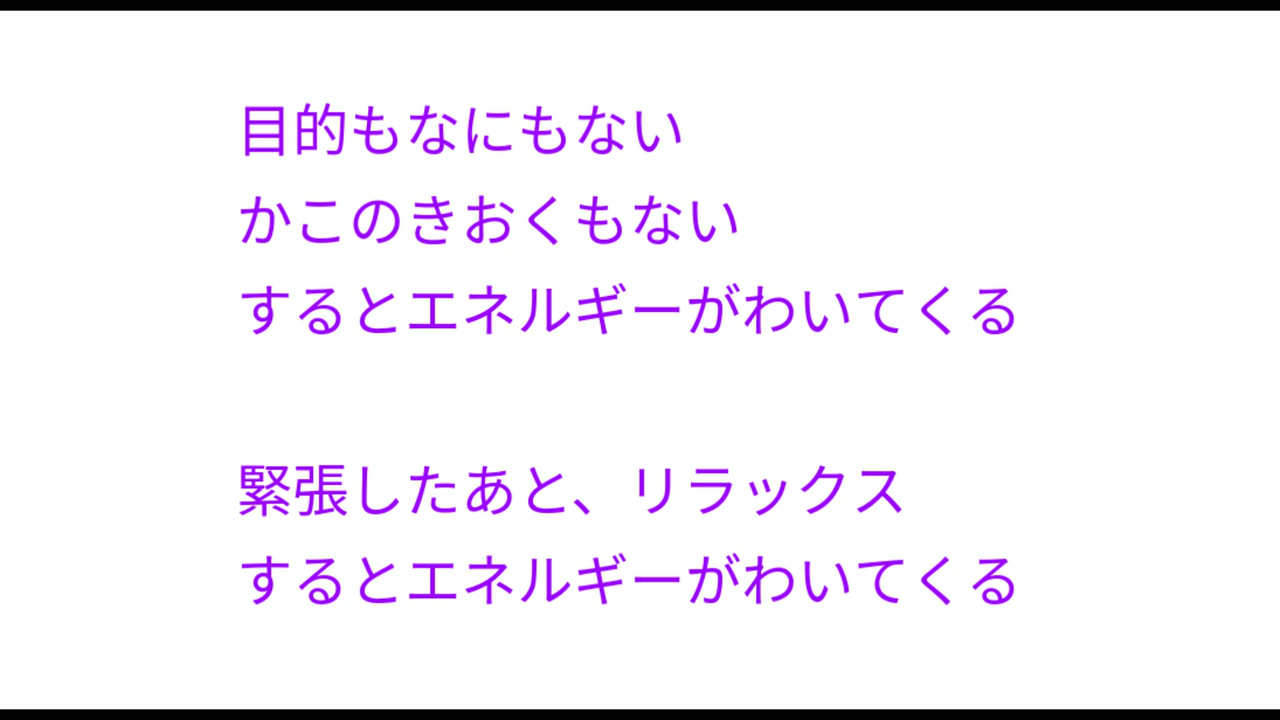 目的もなにもない
かこのきおくもない
するとエネルギーがわいてくる
緊張したあと、リラックス
するとエネルギーがわいてくる